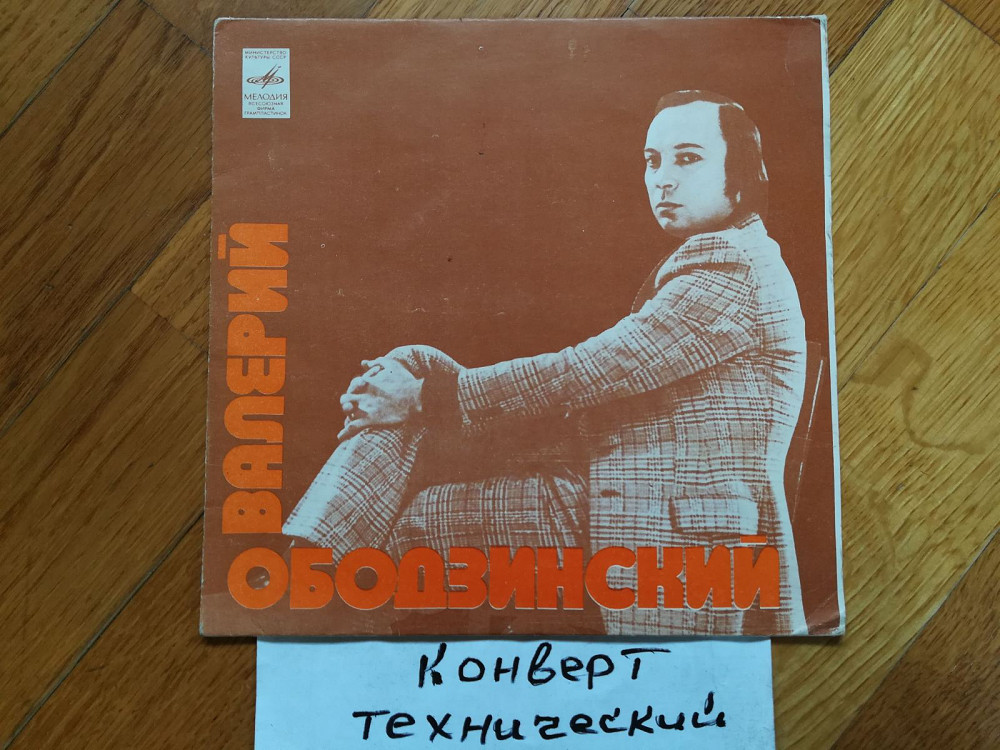 МИНИСТЕРСТВО
КУЛЬТУРЫ СССР
МЕЛОДИЯ
ВСЕСОЮЗНАЯ
ФИРМА
ГРАМПЛАСТИНОК
ВАЛЕРИЙ
ОБОДЗИНСКИЙ
Конверт
технический